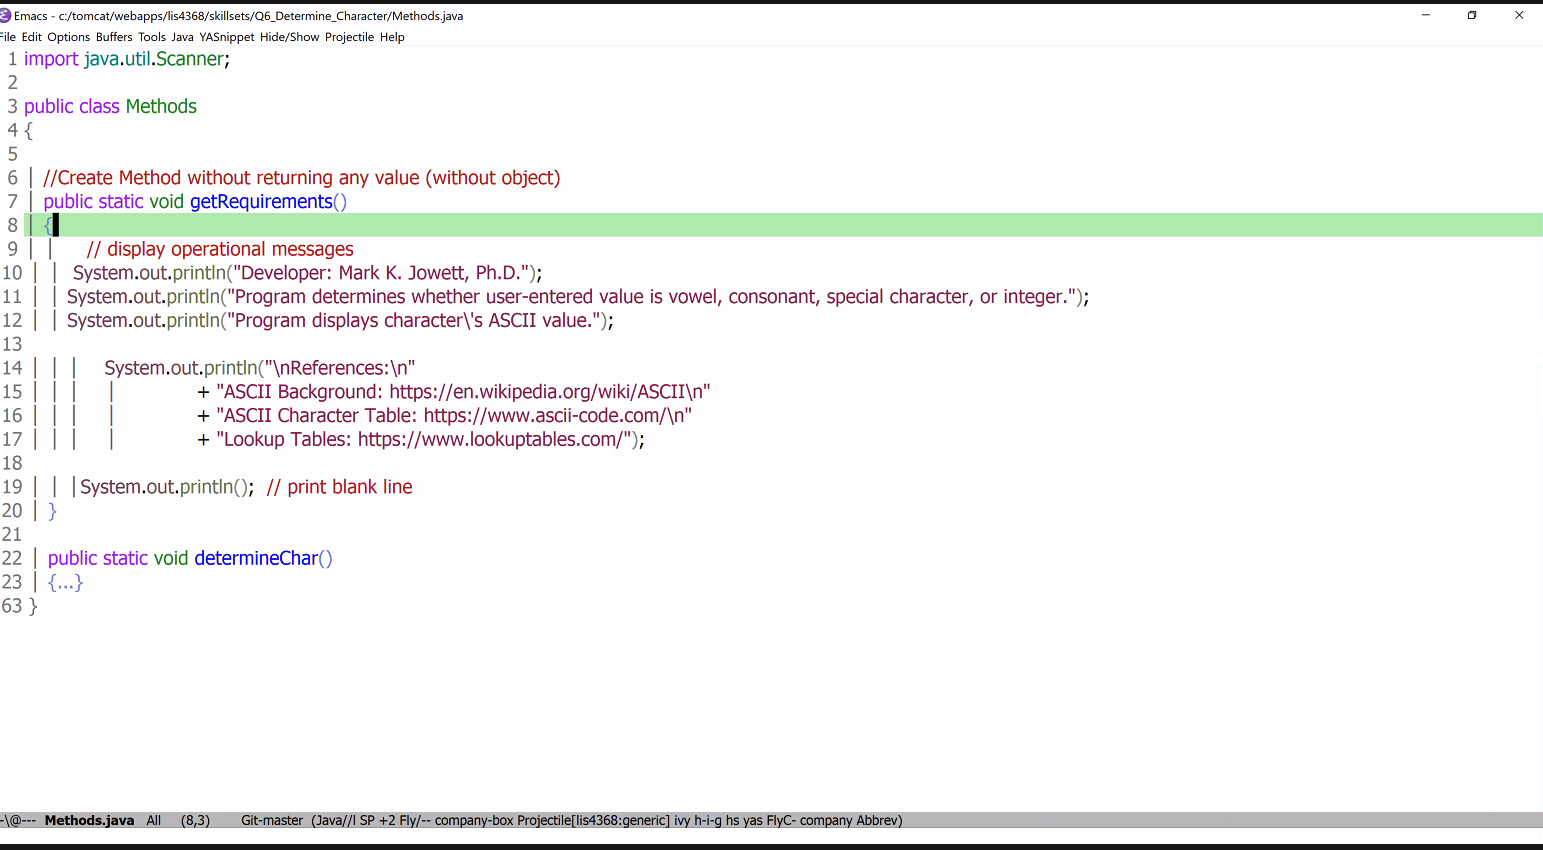 Emacs - c:/tomcat/webapps/lis4368/skillsets/Q6_Determine_Character/Methods.java
File Edit Options Buffers Tools Java YASnippet Hide/Show Projectile Help
1 import java.util.Scanner;
2
3 public class Methods
4 {
5
6 | //Create Method without returning any value (without object)
7 | public static void getRequirements()
8 | {
9 | | // display operational messages
10 | | System.out.println("Developer: Mark K. Jowett, Ph.D.");
11 | | System.out.println("Program determines whether user-entered value is vowel, consonant, special character, or integer.");
12 | | System.out.println("Program displays character\'s ASCII value.");
13
14 | | | System.out.println("\nReferences:\n"
15 | | | | + "ASCII Background: https://en.wikipedia.org/wiki/ASCII\n"
16 | | | | + "ASCII Character Table: https://www.ascii-code.com/\n"
17 | | | | + "Lookup Tables: https://www.lookuptables.com/");
18
19 | | |System.out.println(); // print blank line
20 | }
21
22 | public static void determineChar()
23 | {...}
63 }
-\@--- Methods.java All (8,3) Git-master (Java//l SP +2 Fly/-- company-box Projectile[lis4368:generic] ivy h-i-g hs yas FlyC- company Abbrev)